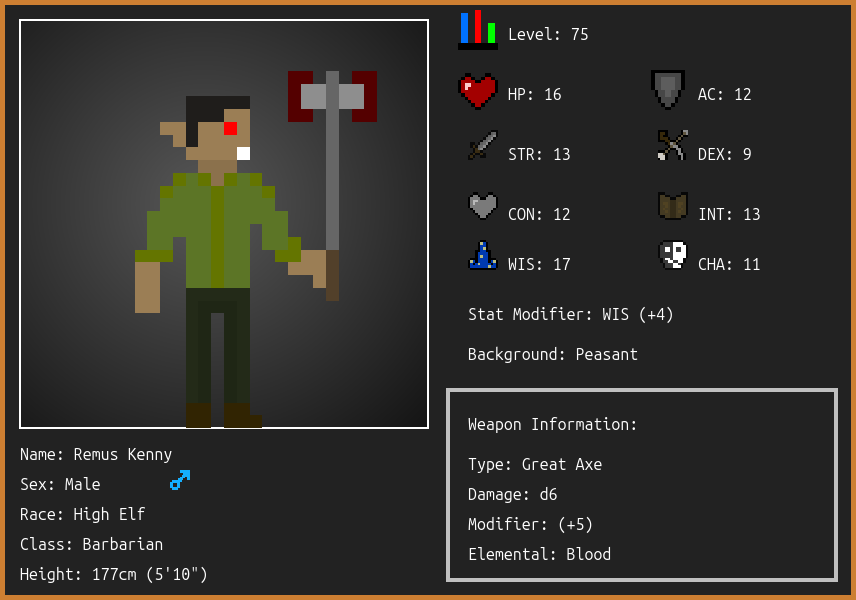 Level: 75
HP: 16
AC: 12
STR: 13
DEX: 9
CON: 12
INT: 13
WIS: 17
CHA: 11
Stat Modifier: WIS (+4)
Background: Peasant
Weapon Information:
Type: Great Axe
Damage: d6
Modifier: (+5)
Elemental: Blood
Name: Remus Kenny
Sex: Male
Race: High Elf
Class: Barbarian
Height: 177cm (5'10")